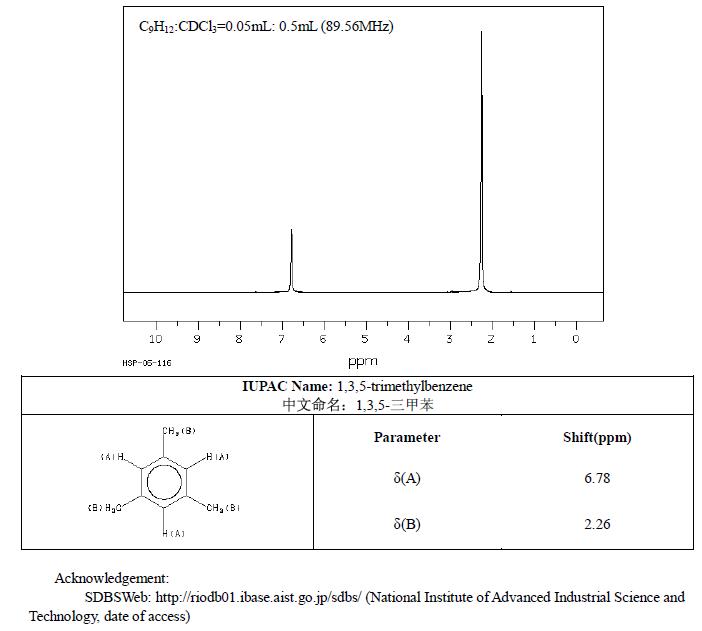 C₉H₁₂:CDCl₃=0.05mL: 0.5mL (89.56MHz)
10 9 8 7 6 5 4 3 2 1 0
HSP-05-116
ppm
IUPAC Name: 1,3,5-trimethylbenzene
中文命名：1,3,5-三甲苯
CH₃(B)
(A)H
H(A)
(B)H₃C
CH₃(B)
H(A)
Parameter Shift(ppm)
δ(A) 6.78
δ(B) 2.26
Acknowledgement:
SDBSWeb: http://riodb01.ibase.aist.go.jp/sdbs/ (National Institute of Advanced Industrial Science and
Technology, date of access)